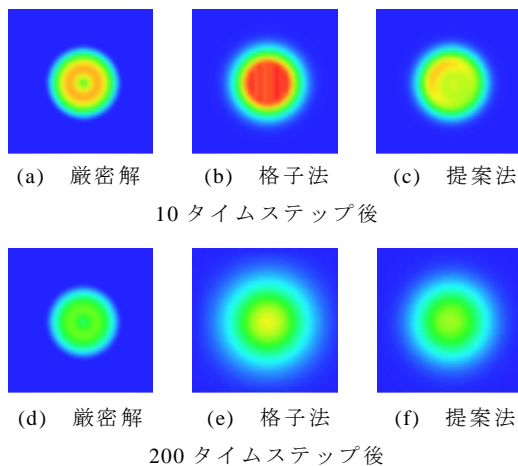 (a) 厳密解 (b) 格子法 (c) 提案法
10 タイムステップ後
(d) 厳密解 (e) 格子法 (f) 提案法
200 タイムステップ後